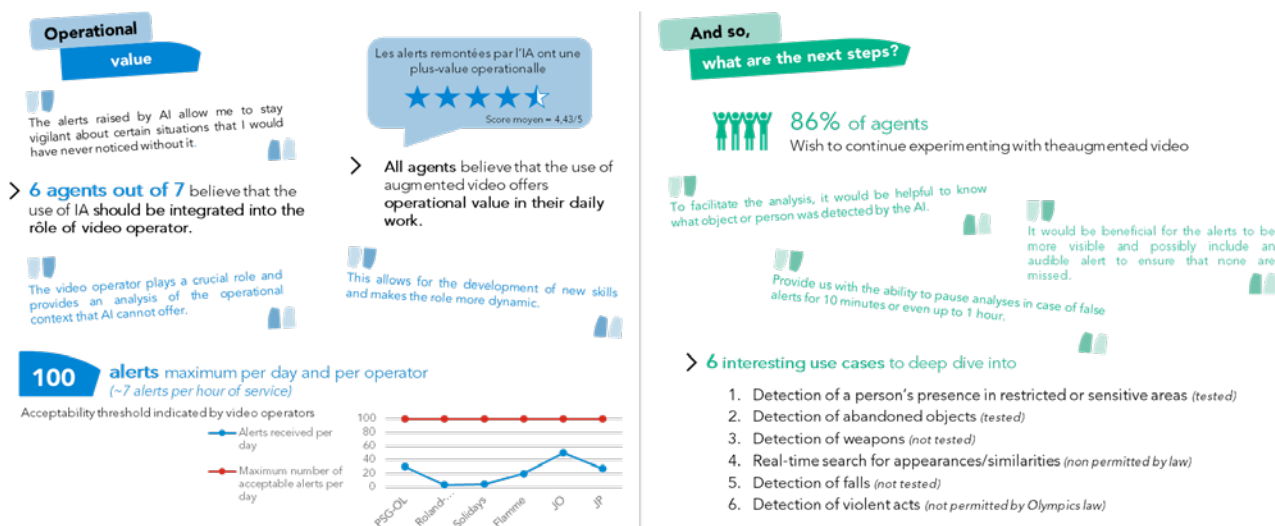 Operational
value
The alerts raised by AI allow me to stay
vigilant about certain situations that I would
have never noticed without it.
6 agents out of 7 believe that the
use of IA should be integrated into the
rôle of video operator.
The video operator plays a crucial role and
provides an analysis of the operational
context that AI cannot offer.
Les alerts remontées par l'IA ont une
plus-value operationalle
Score moyen = 4,43/5
All agents believe that the use of
augmented video offers
operational value in their daily
work.
This allows for the development of new skills
and makes the role more dynamic.
100
alerts maximum per day and per operator
(~7 alerts per hour of service)
Acceptability threshold indicated by video operators
Alerts received per
day
Maximum number of
acceptable alerts per
day
100
80
60
40
20
0
PSG-OL
Roland-...
Solidays
Flamme
JO
JP
And so,
what are the next steps?
86% of agents
Wish to continue experimenting with theaugmented video
To facilitate the analysis, it would be helpful to know
what object or person was detected by the AI.
It would be beneficial for the alerts to be
more visible and possibly include an
audible alert to ensure that none are
missed.
Provide us with the ability to pause analyses in case of false
alerts for 10 minutes or even up to 1 hour.
6 interesting use cases to deep dive into
1. Detection of a person's presence in restricted or sensitive areas (tested)
2. Detection of abandoned objects (tested)
3. Detection of weapons (not tested)
4. Real-time search for appearances/similarities (non permitted by law)
5. Detection of falls (not tested)
6. Detection of violent acts (not permitted by Olympics law)